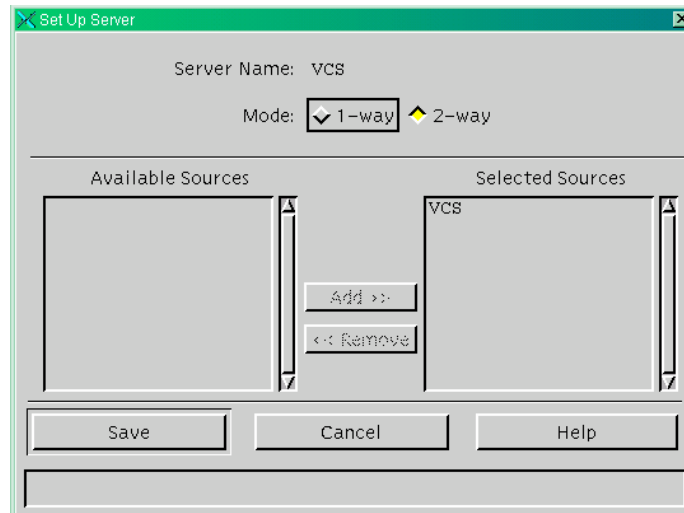 Set Up Server
Server Name: VCS
Mode: 1-way 2-way
Available Sources Selected Sources
VCS
Add >>
<< Remove
Save Cancel Help